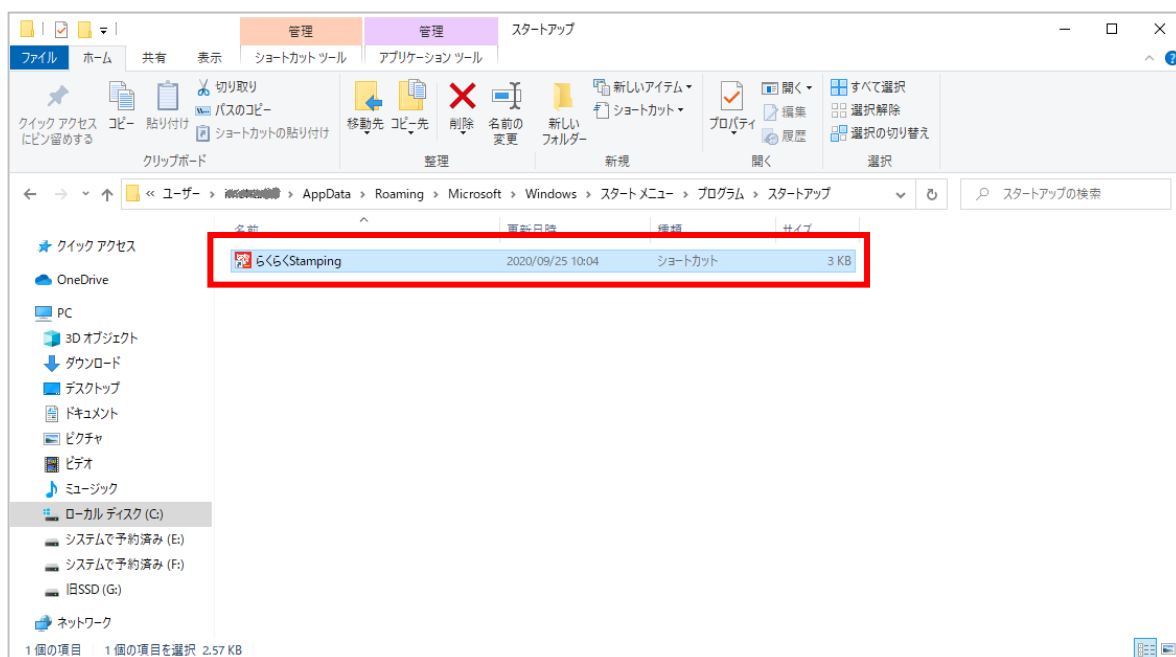 管理 管理 スタートアップ
ファイル ホーム 共有 表示 ショートカット ツール アプリケーション ツール
クイック アクセス
にピン留めする
コピー
貼り付け
切り取り
パスのコピー
ショートカットの貼り付け
クリップボード
移動先
コピー先
削除
名前の
変更
整理
新しい
フォルダー
新しいアイテム
ショートカット
新規
プロパティ
開く
編集
履歴
開く
すべて選択
選択解除
選択の切り替え
選択
« ユーザー › › AppData › Roaming › Microsoft › Windows › スタート メニュー › プログラム › スタートアップ
スタートアップの検索
名前 更新日時 種類 サイズ
らくらくStamping 2020/09/25 10:04 ショートカット 3 KB
クイック アクセス
OneDrive
PC
3D オブジェクト
ダウンロード
デスクトップ
ドキュメント
ピクチャ
ビデオ
ミュージック
ローカル ディスク (C:)
システムで予約済み (E:)
システムで予約済み (F:)
旧SSD (G:)
ネットワーク
1 個の項目 1 個の項目を選択 2.57 KB